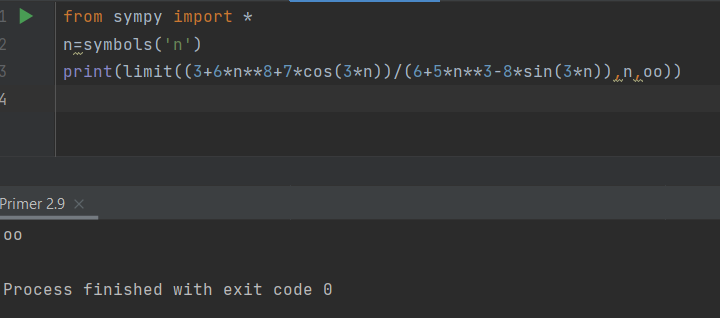 1 from sympy import *
2 n=symbols('n')
3 print(limit((3+6*n**8+7*cos(3*n))/(6+5*n**3-8*sin(3*n)),n,oo))
4
Primer 2.9
oo
Process finished with exit code 0